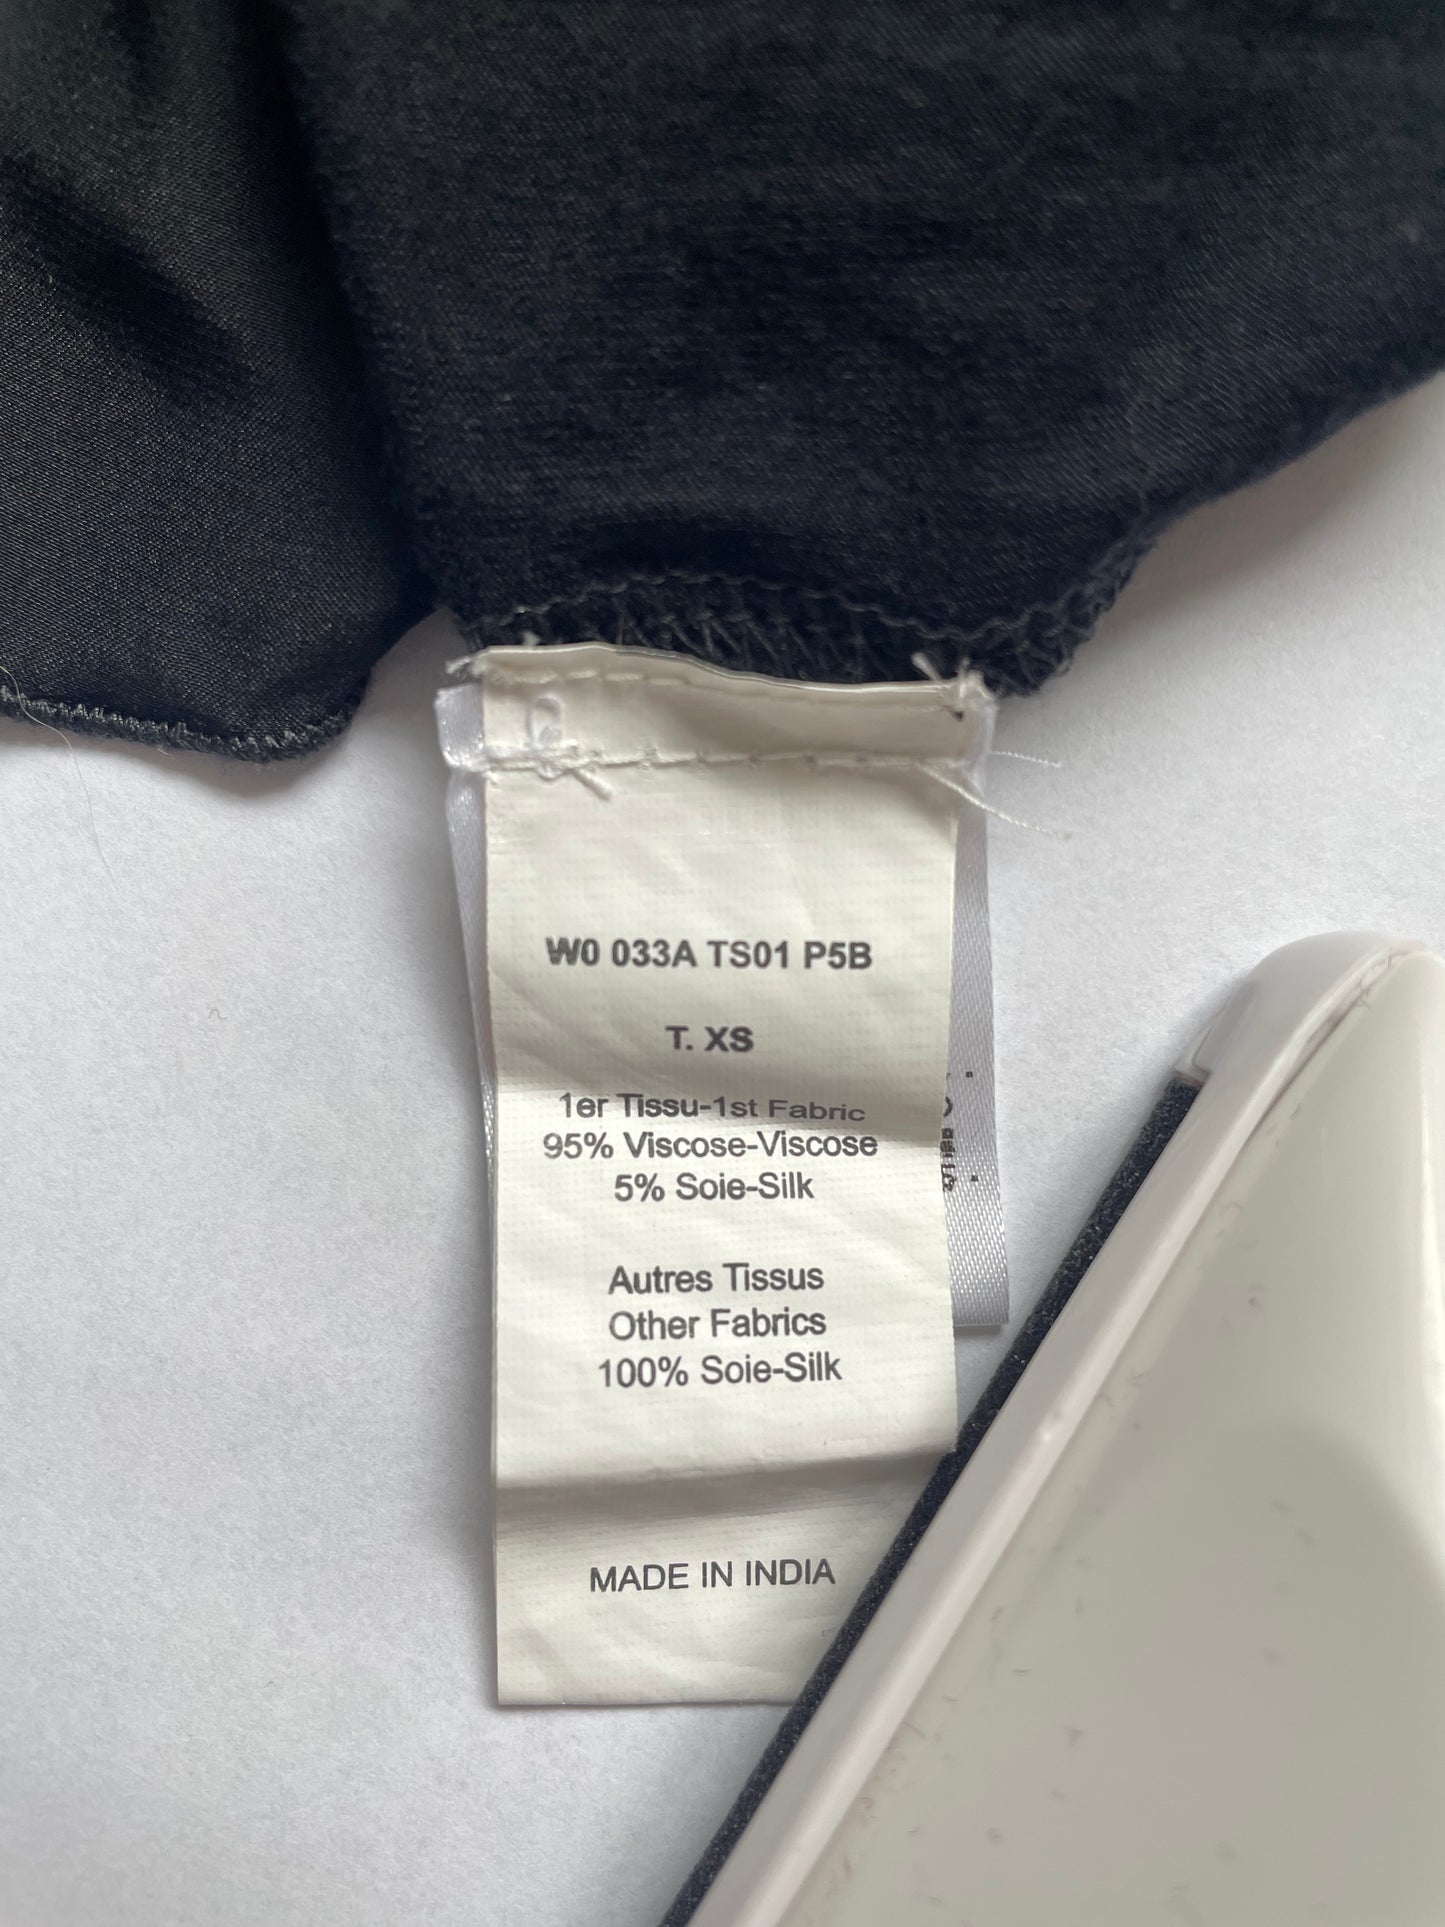 W0 033A TS01 P5B
T. XS
1er Tissu-1st Fabric
95% Viscose-Viscose
5% Soie-Silk
Autres Tissus
Other Fabrics
100% Soie-Silk
MADE IN INDIA